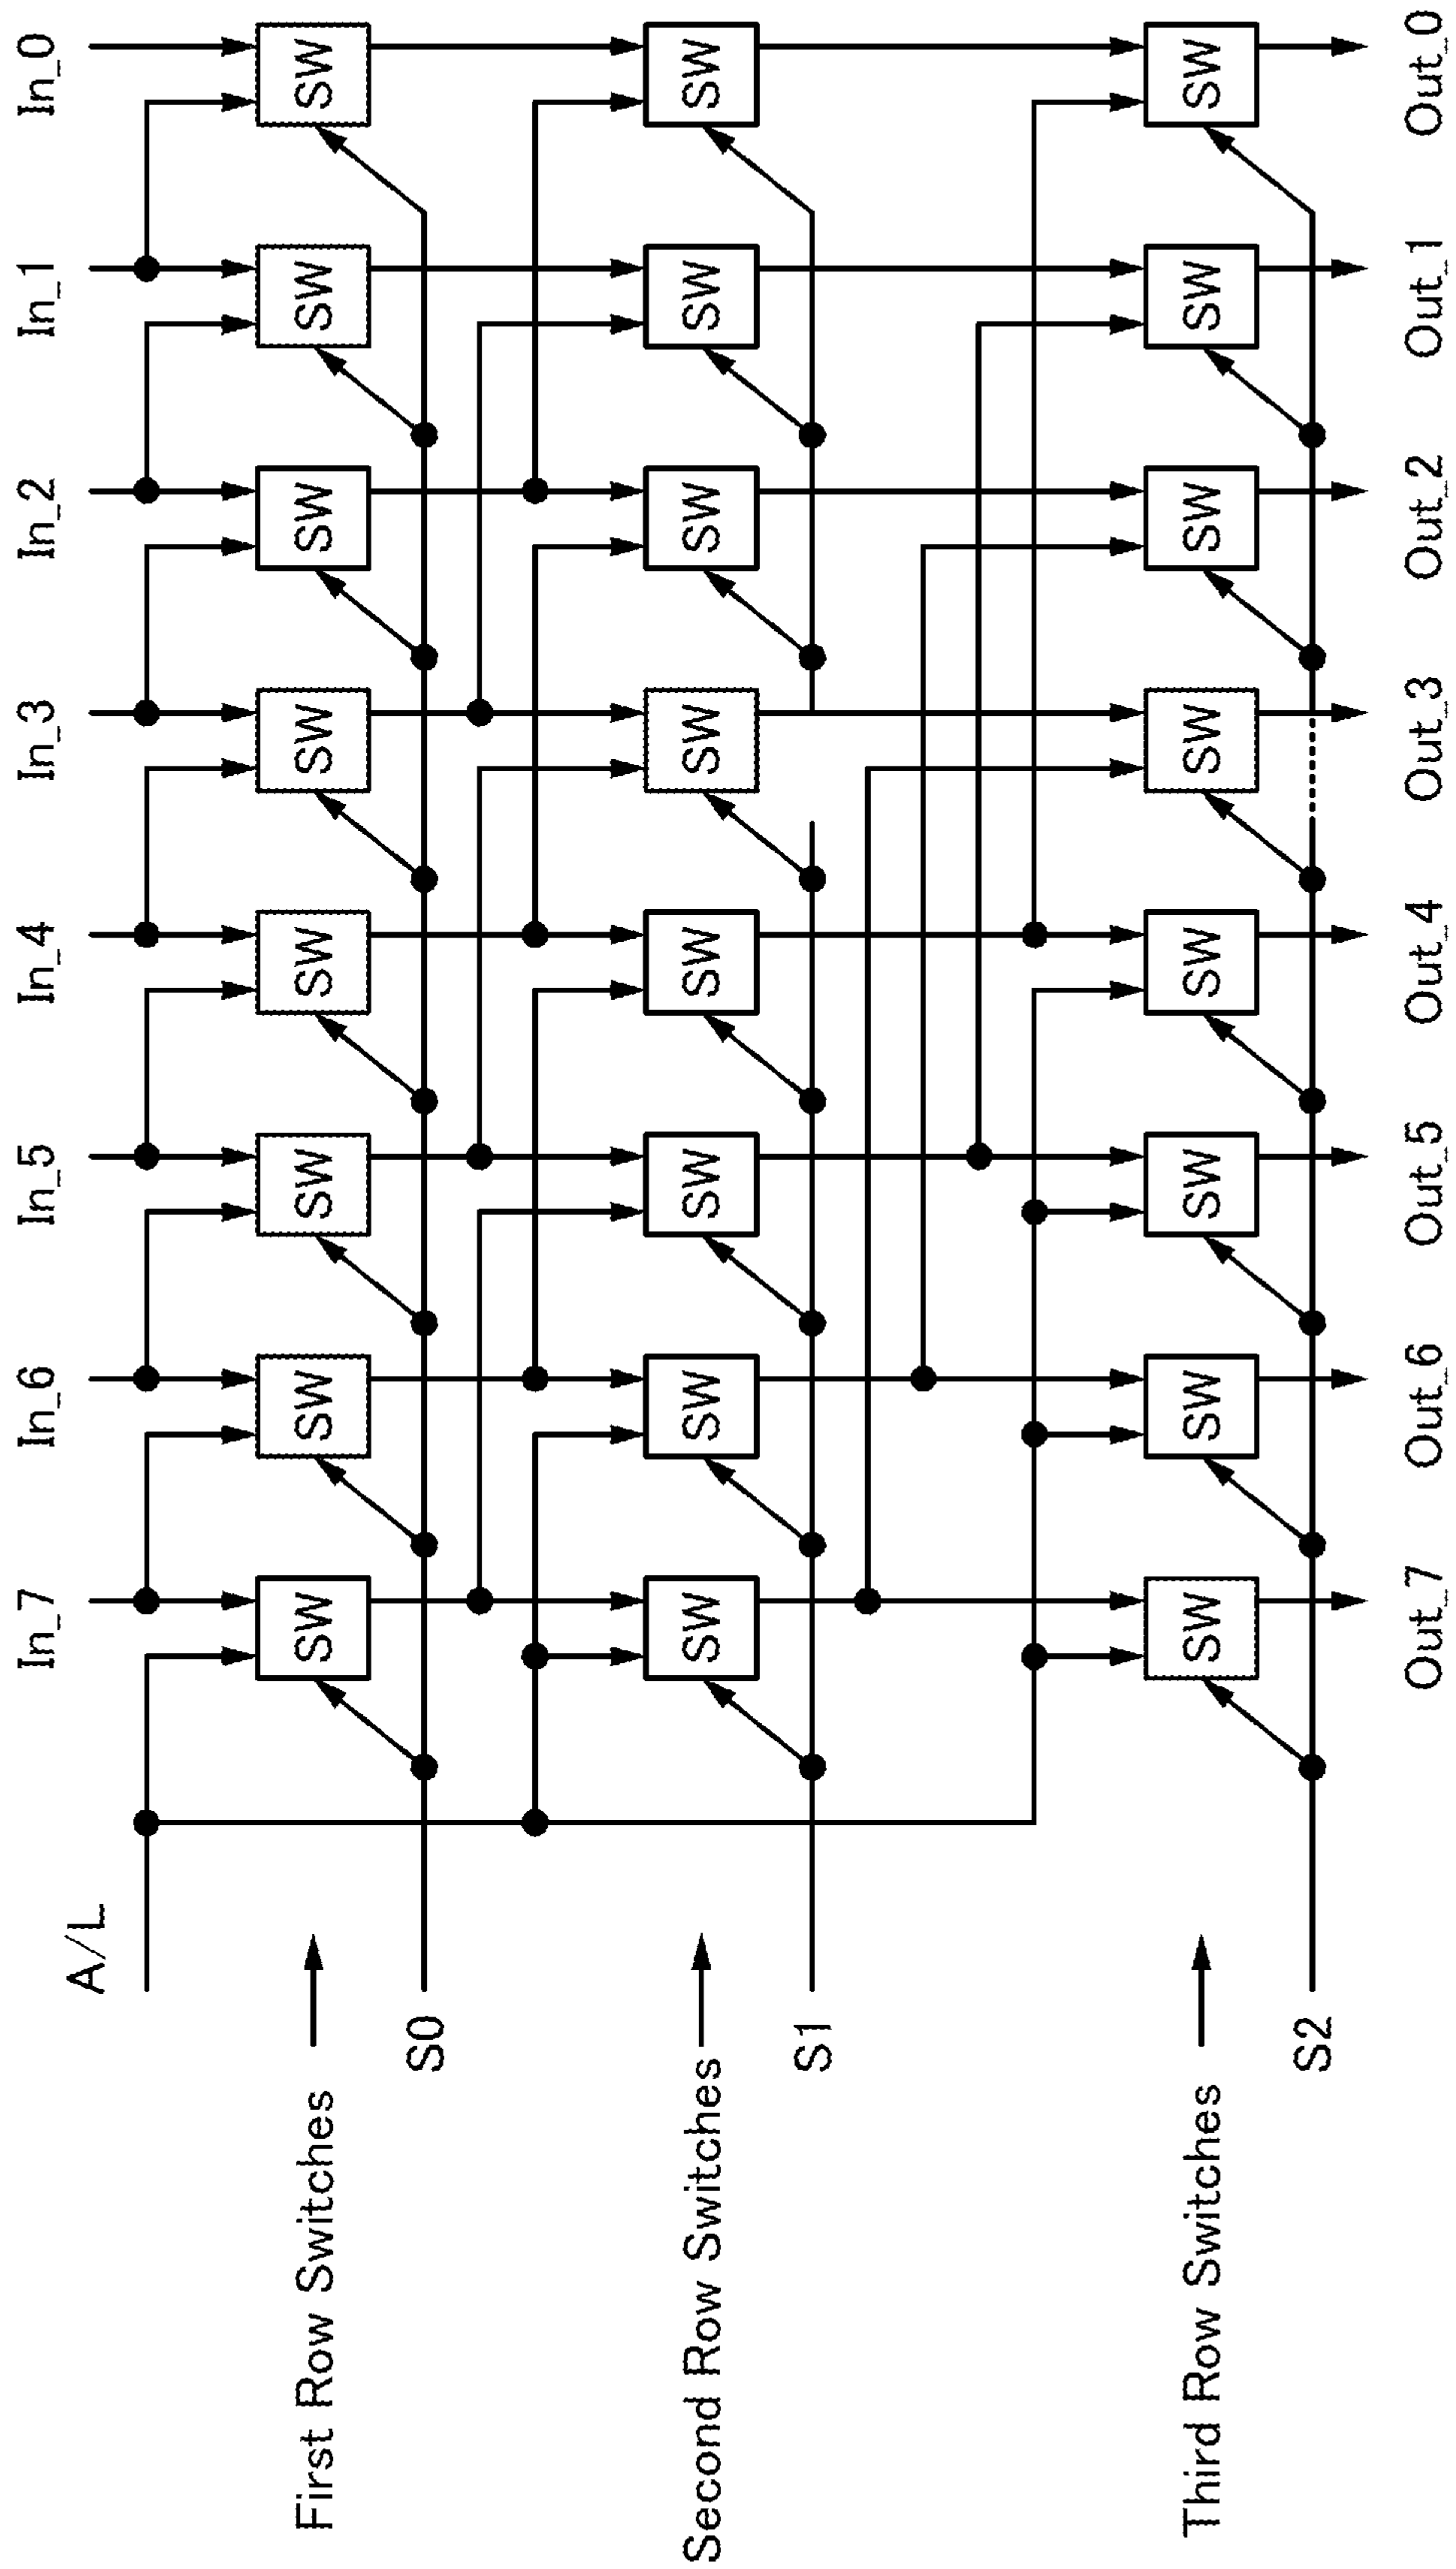 In_7 In_6 In_5 In_4 In_3 In_2 In_1 In_0
A/L
First Row Switches
SW SW SW SW SW SW SW SW
S0
Second Row Switches
SW SW SW SW SW SW SW SW
S1
Third Row Switches
SW SW SW SW SW SW SW SW
S2
Out_7 Out_6 Out_5 Out_4 Out_3 Out_2 Out_1 Out_0